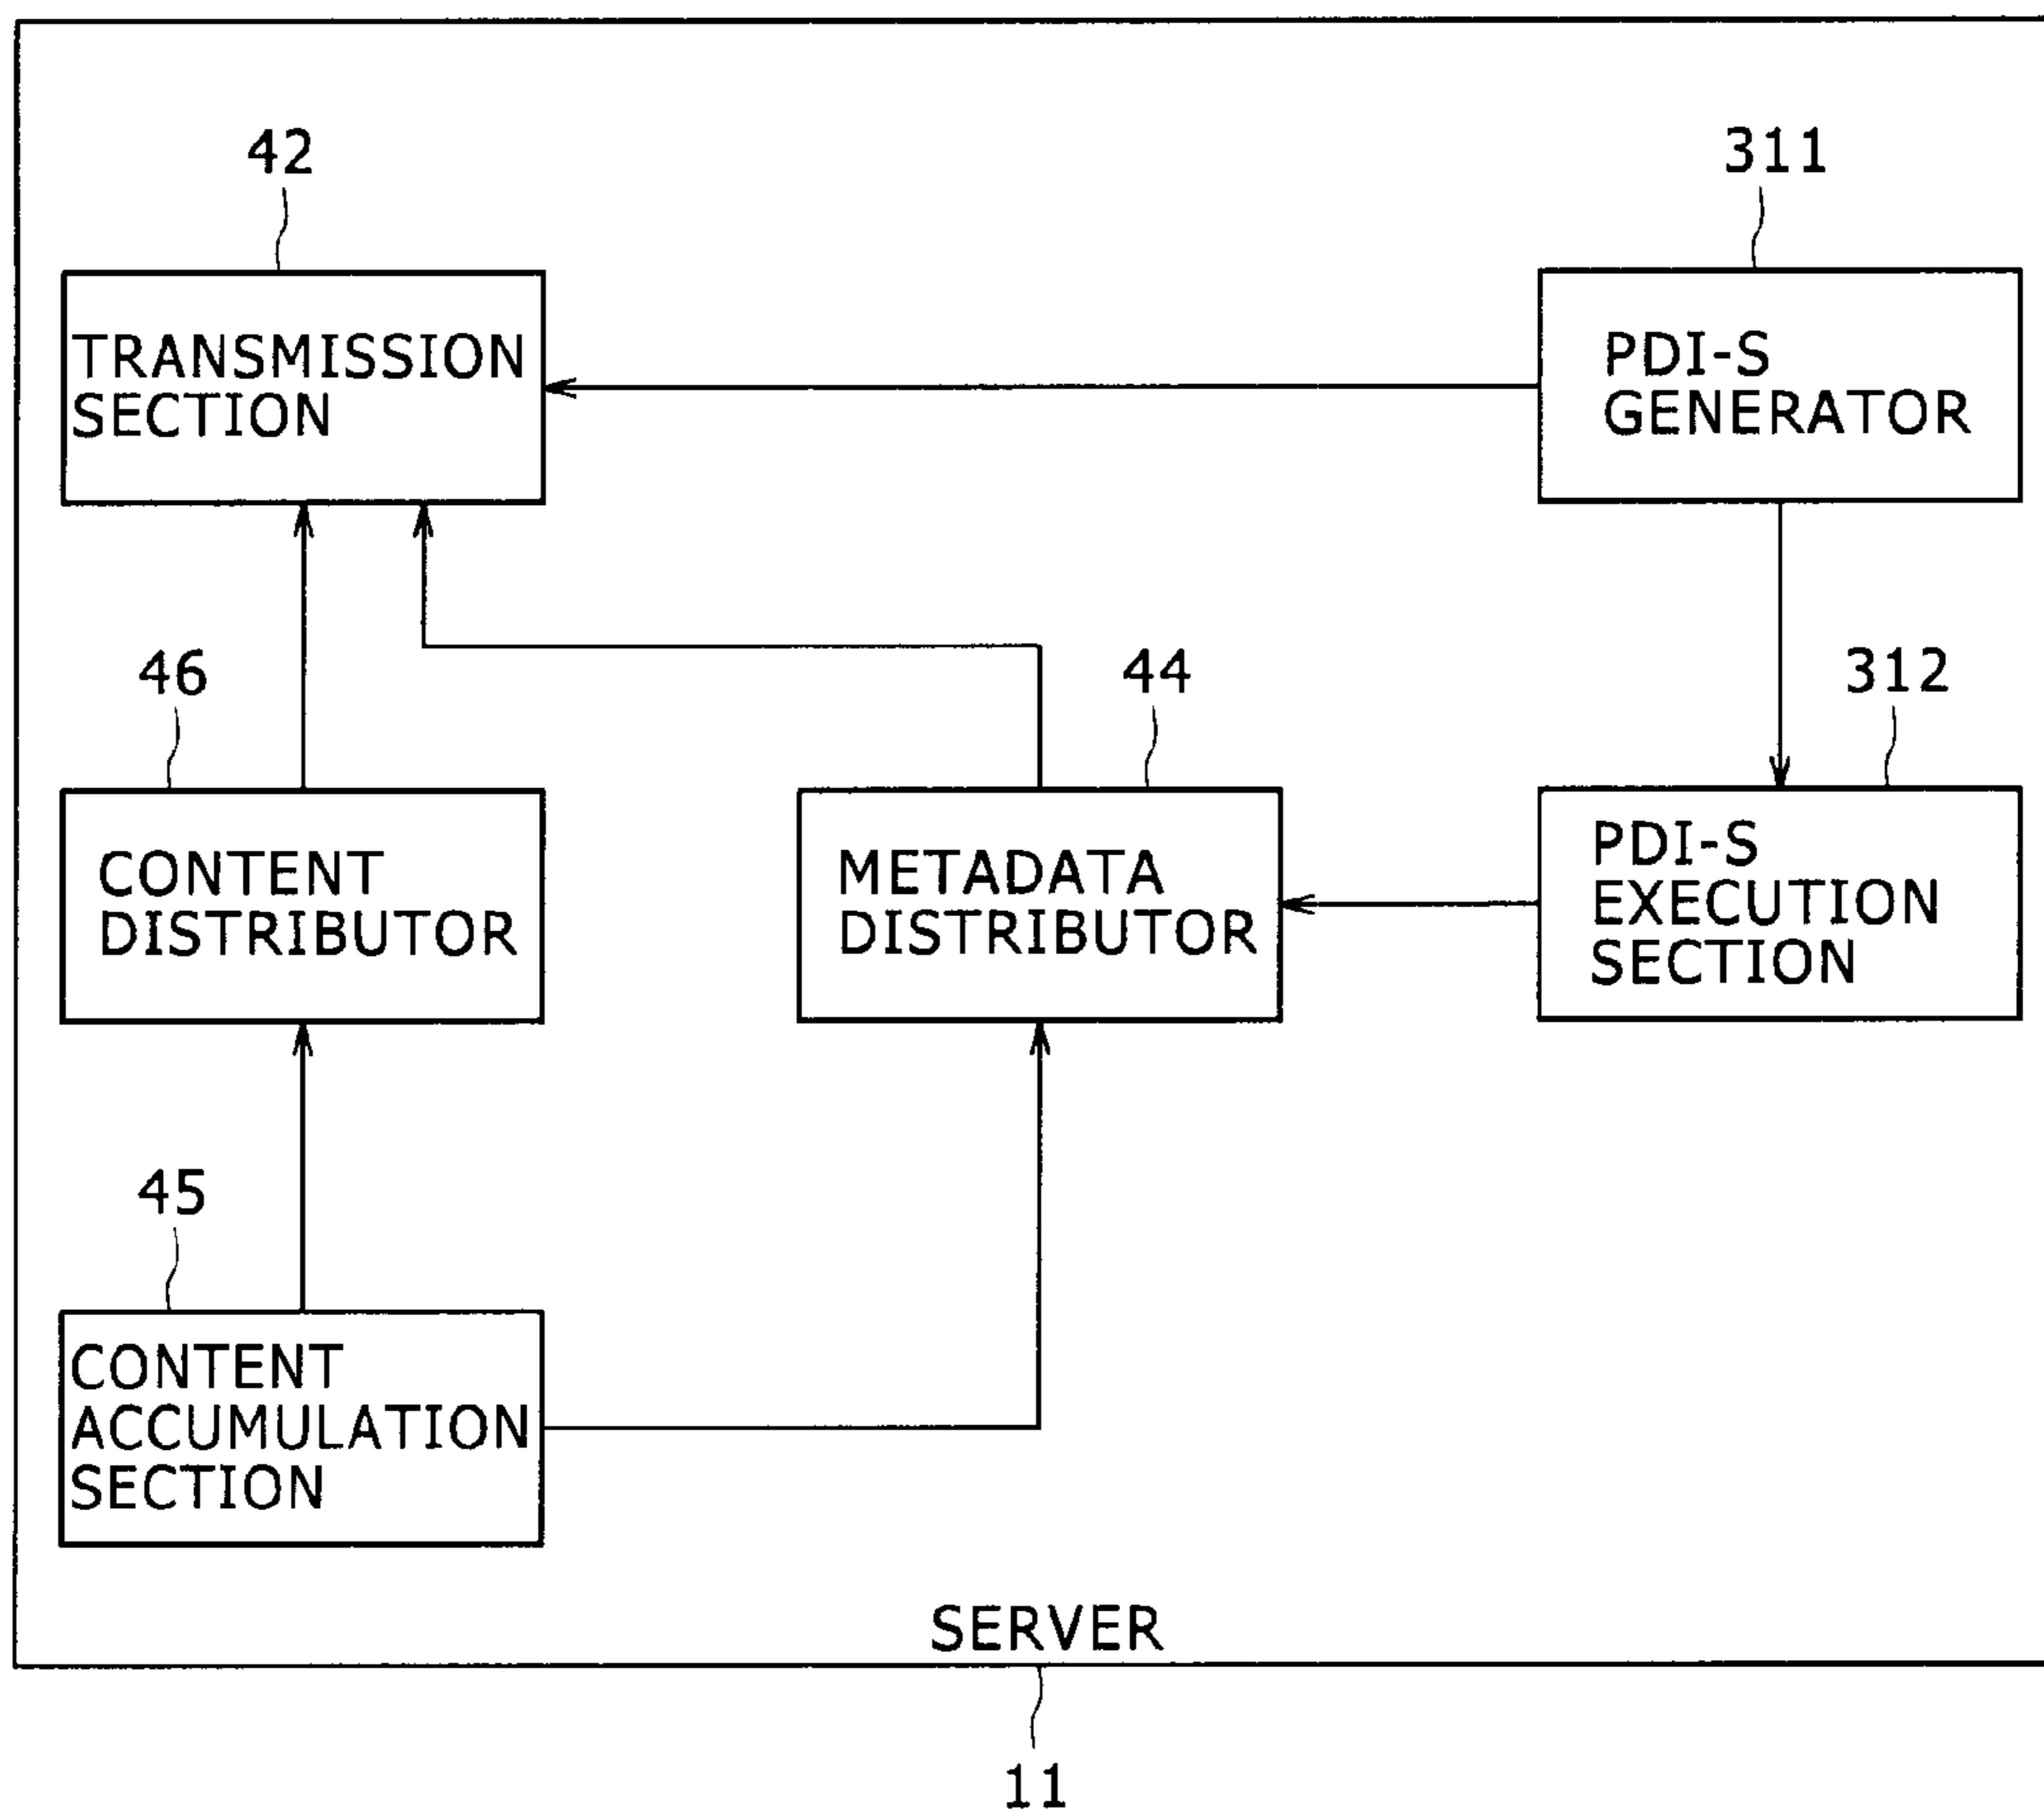 42
311
TRANSMISSION
SECTION
PDI-S
GENERATOR
46
44
312
CONTENT
DISTRIBUTOR
METADATA
DISTRIBUTOR
PDI-S
EXECUTION
SECTION
45
CONTENT
ACCUMULATION
SECTION
SERVER
11